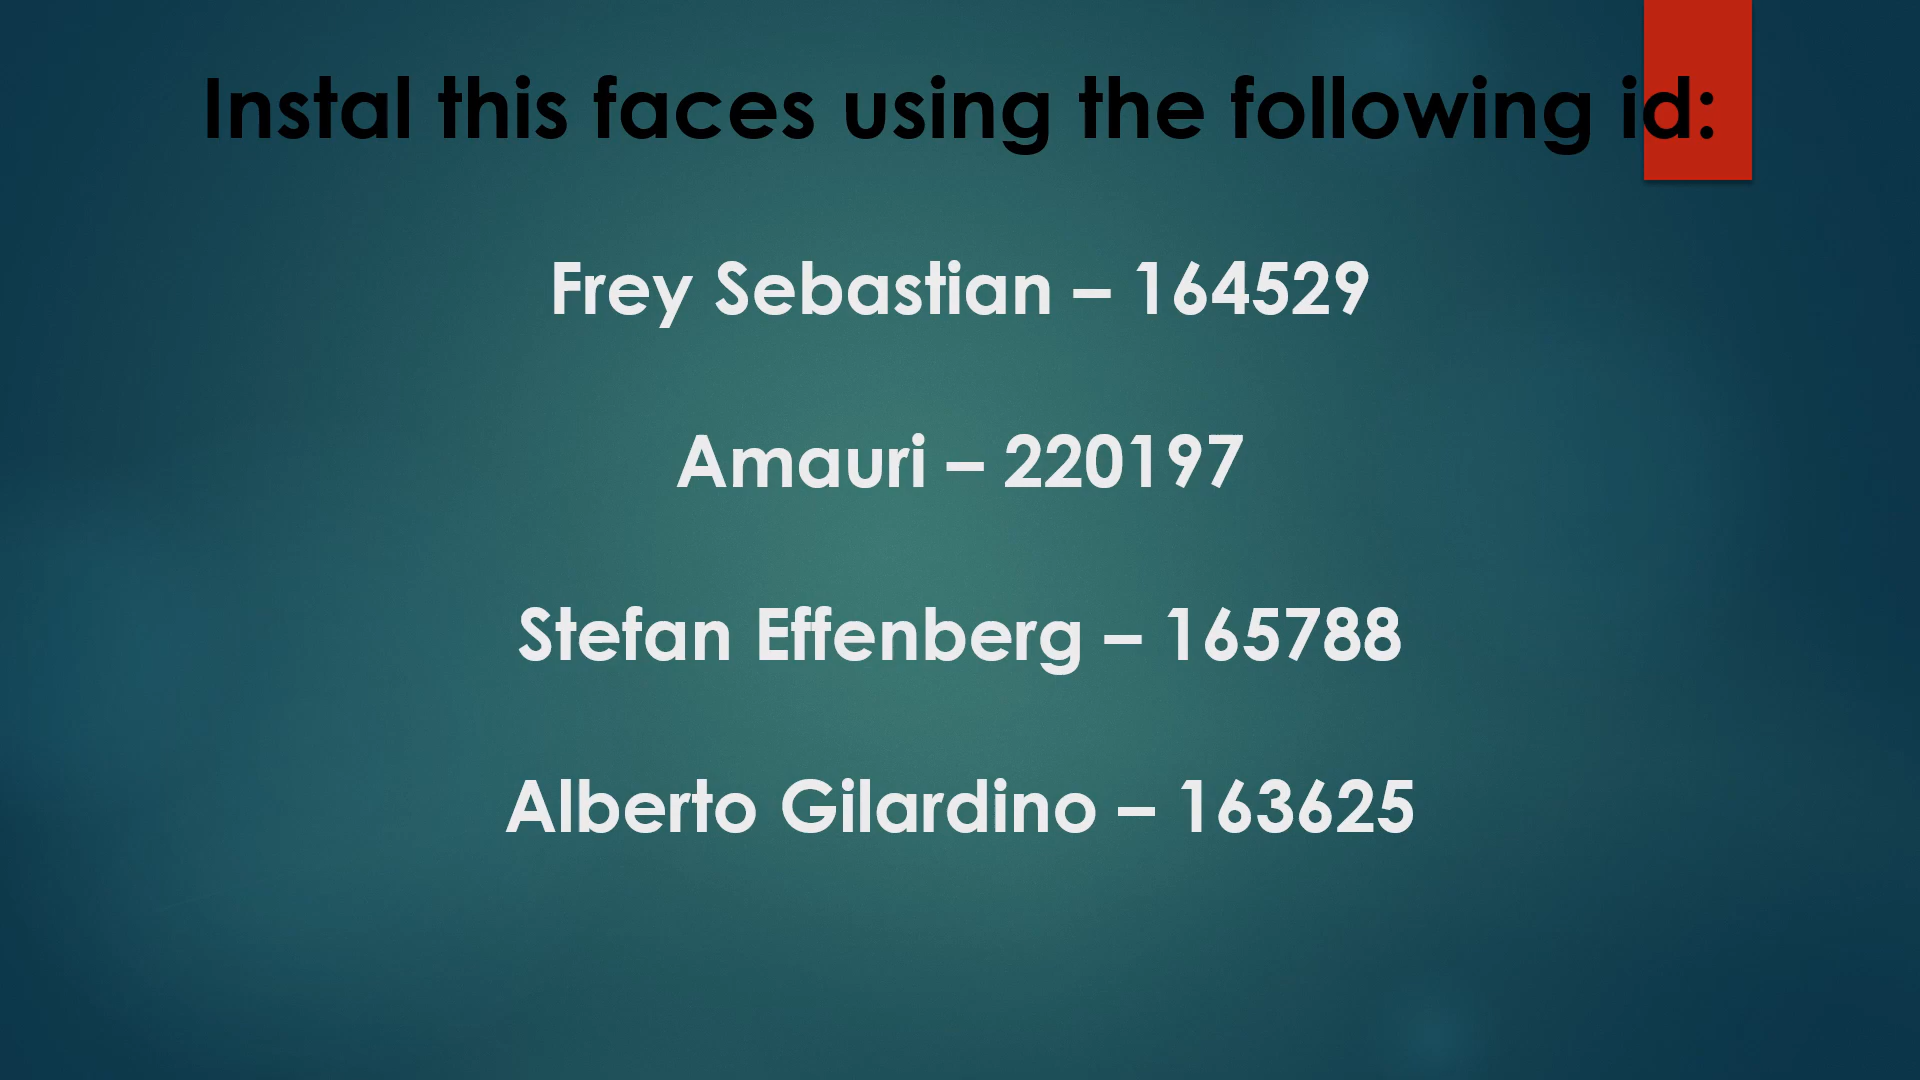 Instal this faces using the following id:
Frey Sebastian – 164529
Amauri – 220197
Stefan Effenberg – 165788
Alberto Gilardino – 163625